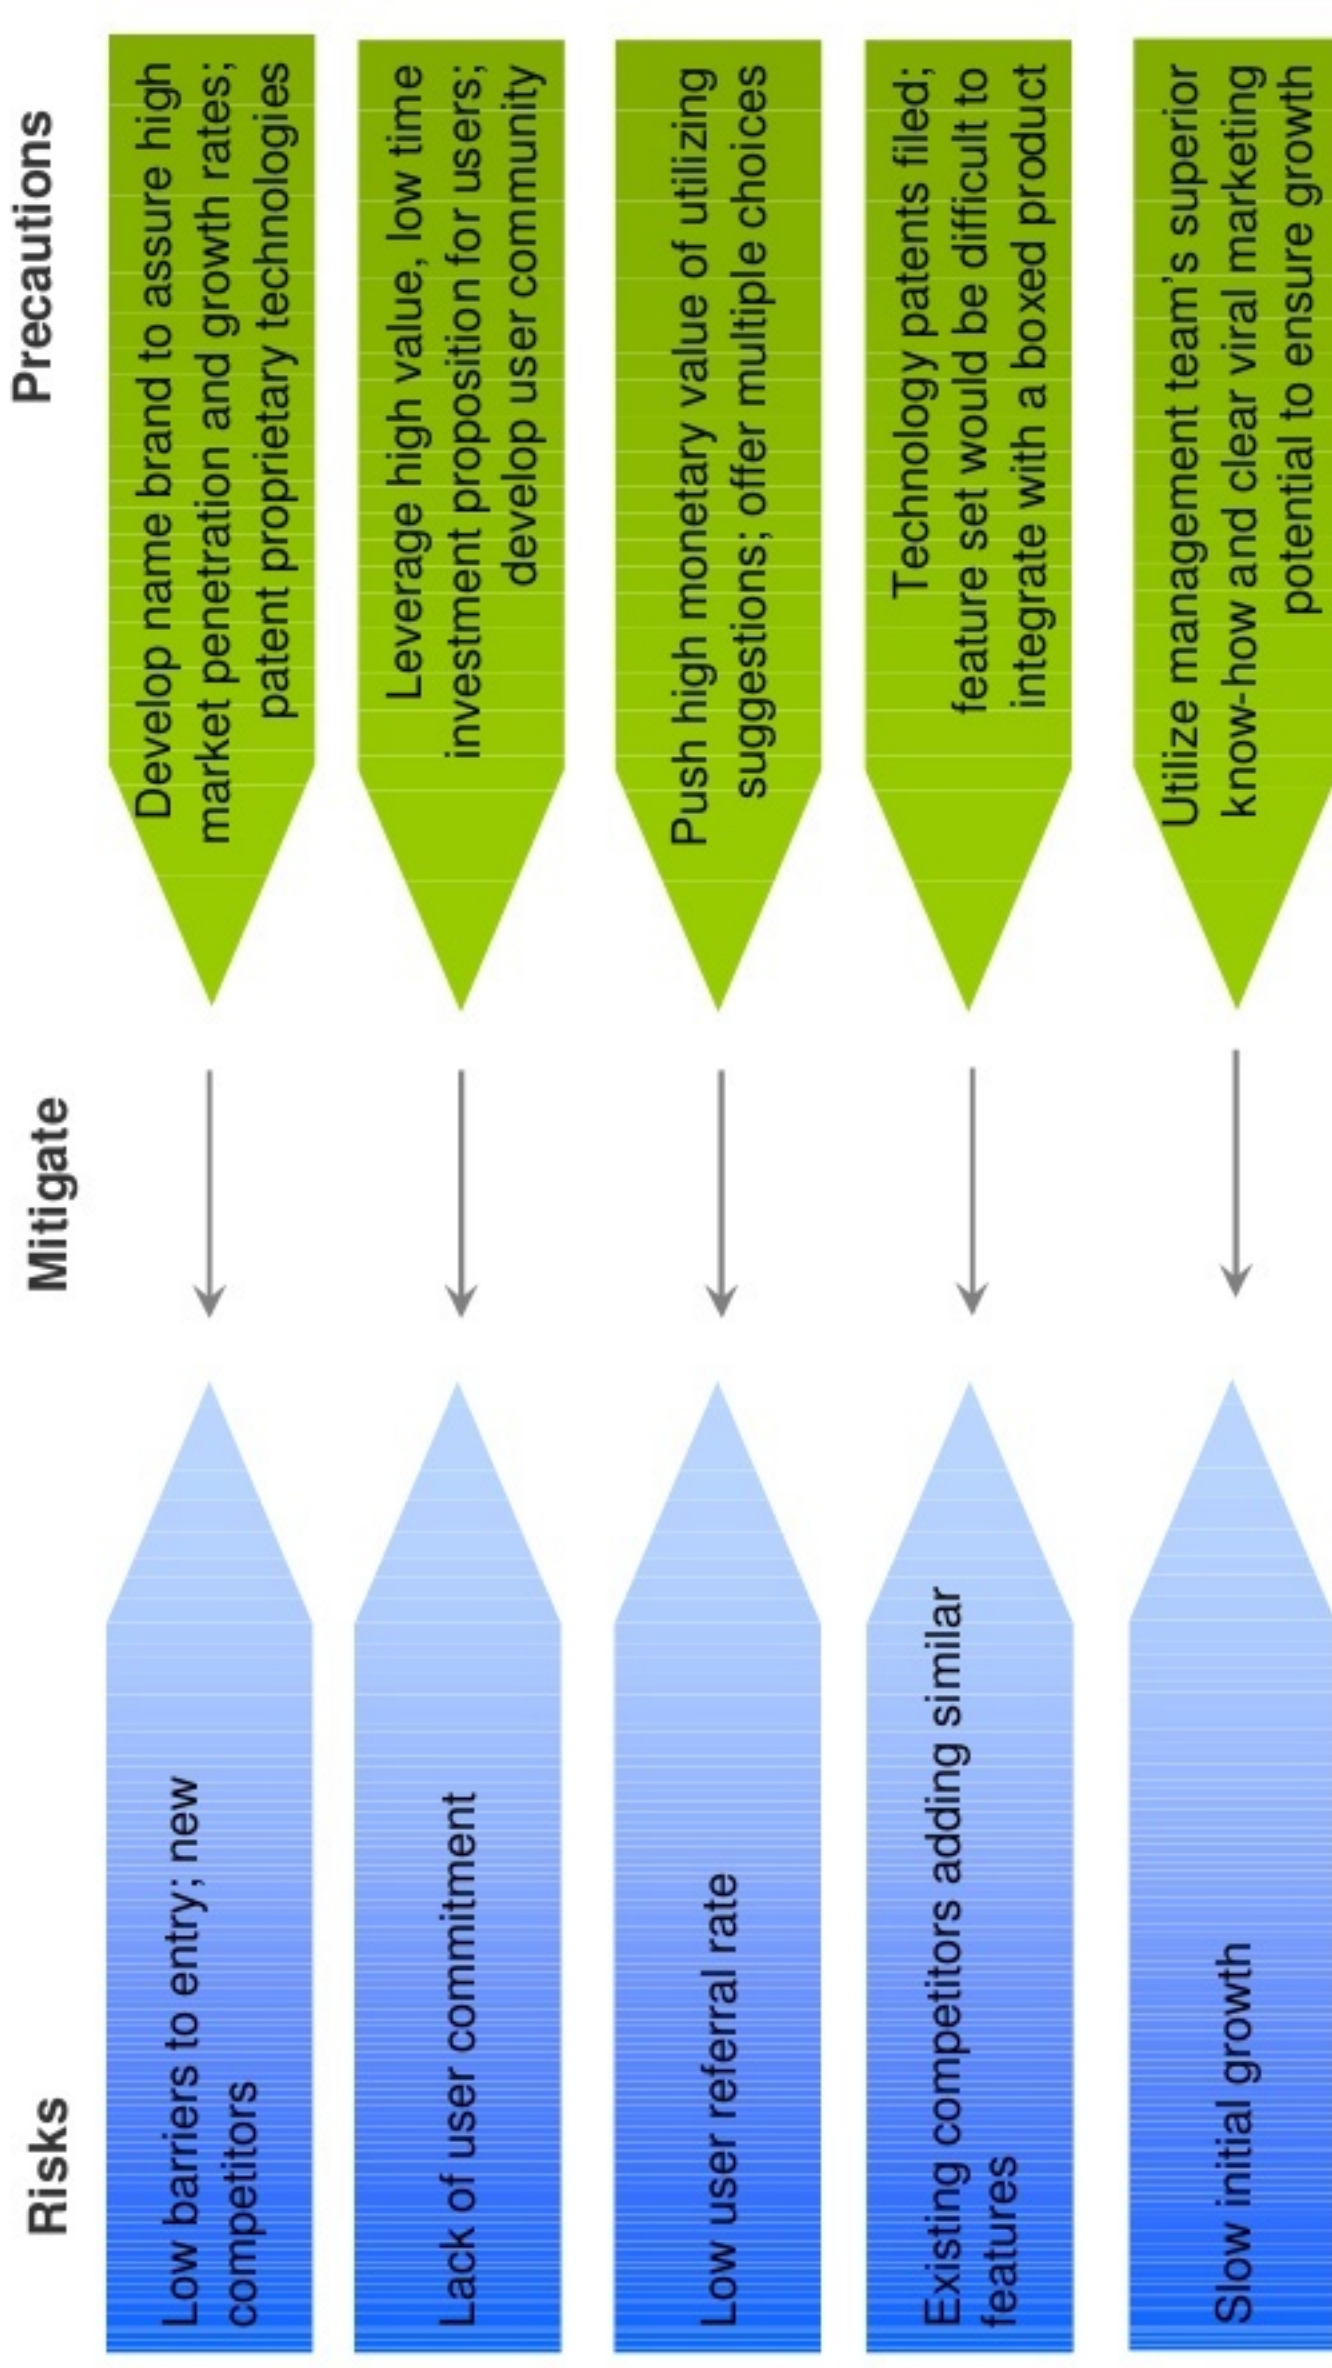 Risks
Mitigate
Precautions
Low barriers to entry; new
competitors
Develop name brand to assure high
market penetration and growth rates;
patent proprietary technologies
Lack of user commitment
Leverage high value, low time
investment proposition for users;
develop user community
Low user referral rate
Push high monetary value of utilizing
suggestions; offer multiple choices
Existing competitors adding similar
features
Technology patents filed;
feature set would be difficult to
integrate with a boxed product
Slow initial growth
Utilize management team's superior
know-how and clear viral marketing
potential to ensure growth